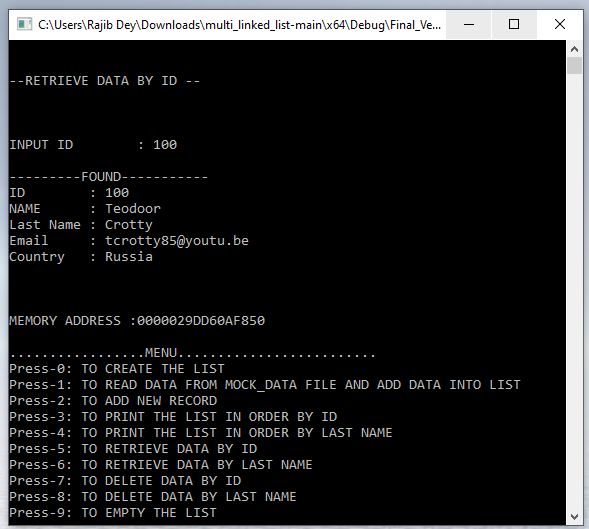 C:\Users\Rajib Dey\Downloads\multi_linked_list-main\x64\Debug\Final_Ve...
--RETRIEVE DATA BY ID --
INPUT ID        : 100
---------FOUND-----------
ID        : 100
NAME      : Teodoor
Last Name : Crotty
Email     : tcrotty85@youtu.be
Country   : Russia
MEMORY ADDRESS :0000029DD60AF850
.................MENU.........................
Press-0: TO CREATE THE LIST
Press-1: TO READ DATA FROM MOCK_DATA FILE AND ADD DATA INTO LIST
Press-2: TO ADD NEW RECORD
Press-3: TO PRINT THE LIST IN ORDER BY ID
Press-4: TO PRINT THE LIST IN ORDER BY LAST NAME
Press-5: TO RETRIEVE DATA BY ID
Press-6: TO RETRIEVE DATA BY LAST NAME
Press-7: TO DELETE DATA BY ID
Press-8: TO DELETE DATA BY LAST NAME
Press-9: TO EMPTY THE LIST